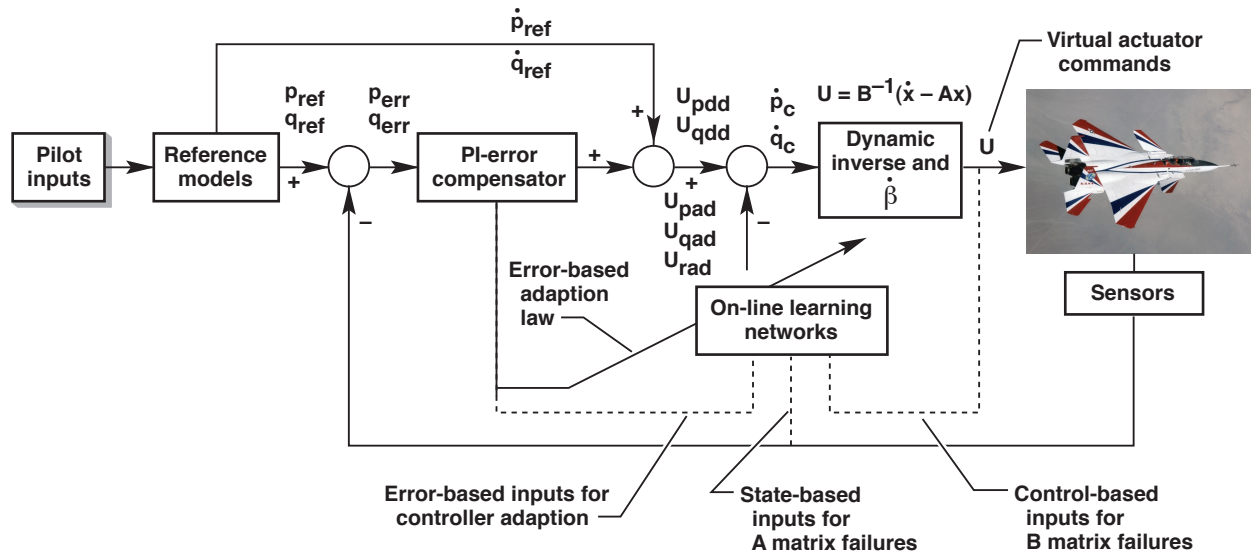 ṗref
q̇ref
Virtual actuator
commands
pref
qref
perr
qerr
Updd
Uqdd
ṗc
q̇c
U = B⁻¹(ẋ – Ax)
Pilot
inputs
Reference
models
+
–
PI-error
compensator
+
+
+
–
Dynamic
inverse and
β̇
U
Upad
Uqad
Urad
Sensors
Error-based
adaption
law
On-line learning
networks
Error-based inputs for
controller adaption
State-based
inputs for
A matrix failures
Control-based
inputs for
B matrix failures